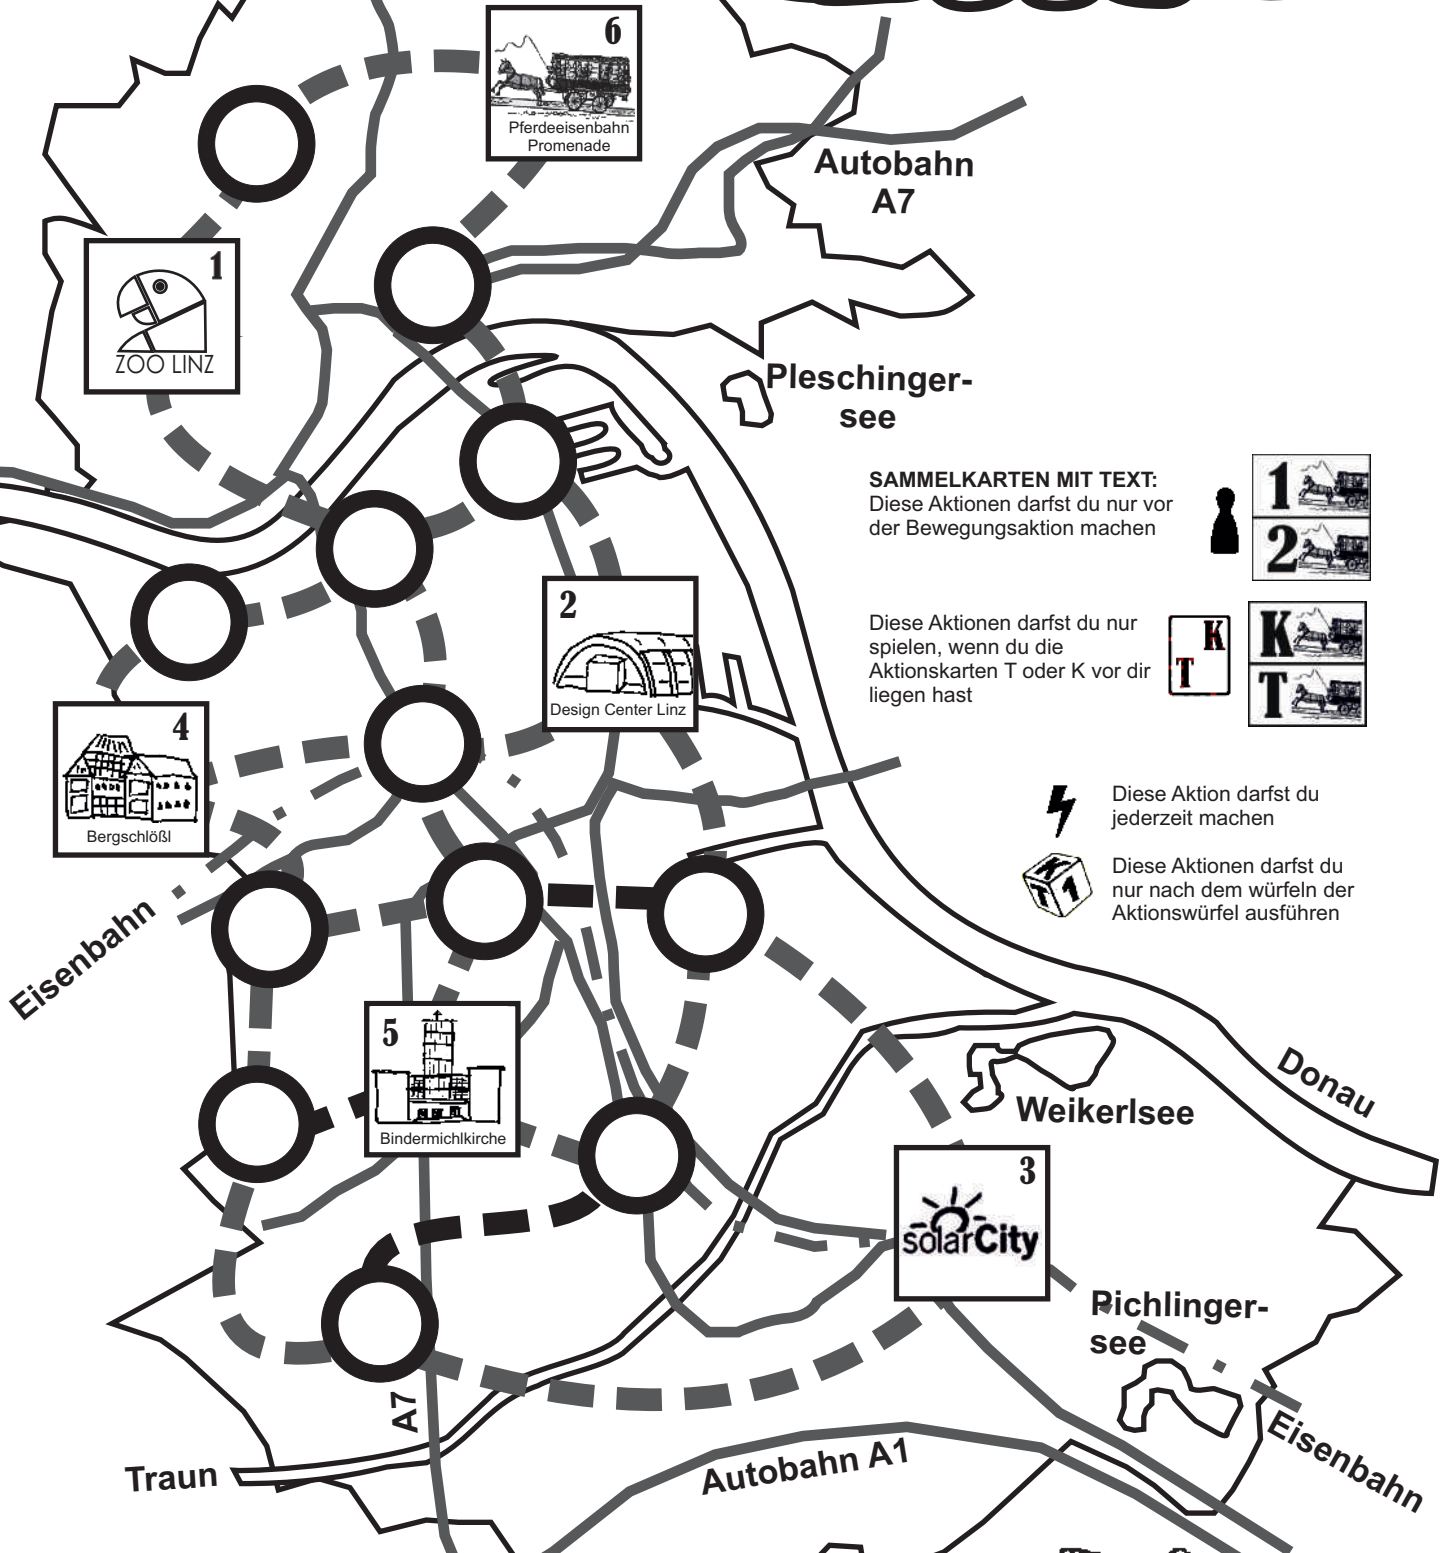 6
Pferdeeisenbahn
Promenade
Autobahn
A7
1
ZOO LINZ
Pleschinger-
see
SAMMELKARTEN MIT TEXT:
Diese Aktionen darfst du nur vor
der Bewegungsaktion machen
1
2
2
Design Center Linz
Diese Aktionen darfst du nur
spielen, wenn du die
Aktionskarten T oder K vor dir
liegen hast
K
T
K
T
4
Bergschlößl
Diese Aktion darfst du
jederzeit machen
K
T 1
Diese Aktionen darfst du
nur nach dem würfeln der
Aktionswürfel ausführen
Eisenbahn
5
Bindermichlkirche
Donau
Weikerlsee
3
solarCity
Pichlinger-
see
A7
Eisenbahn
Traun
Autobahn A1